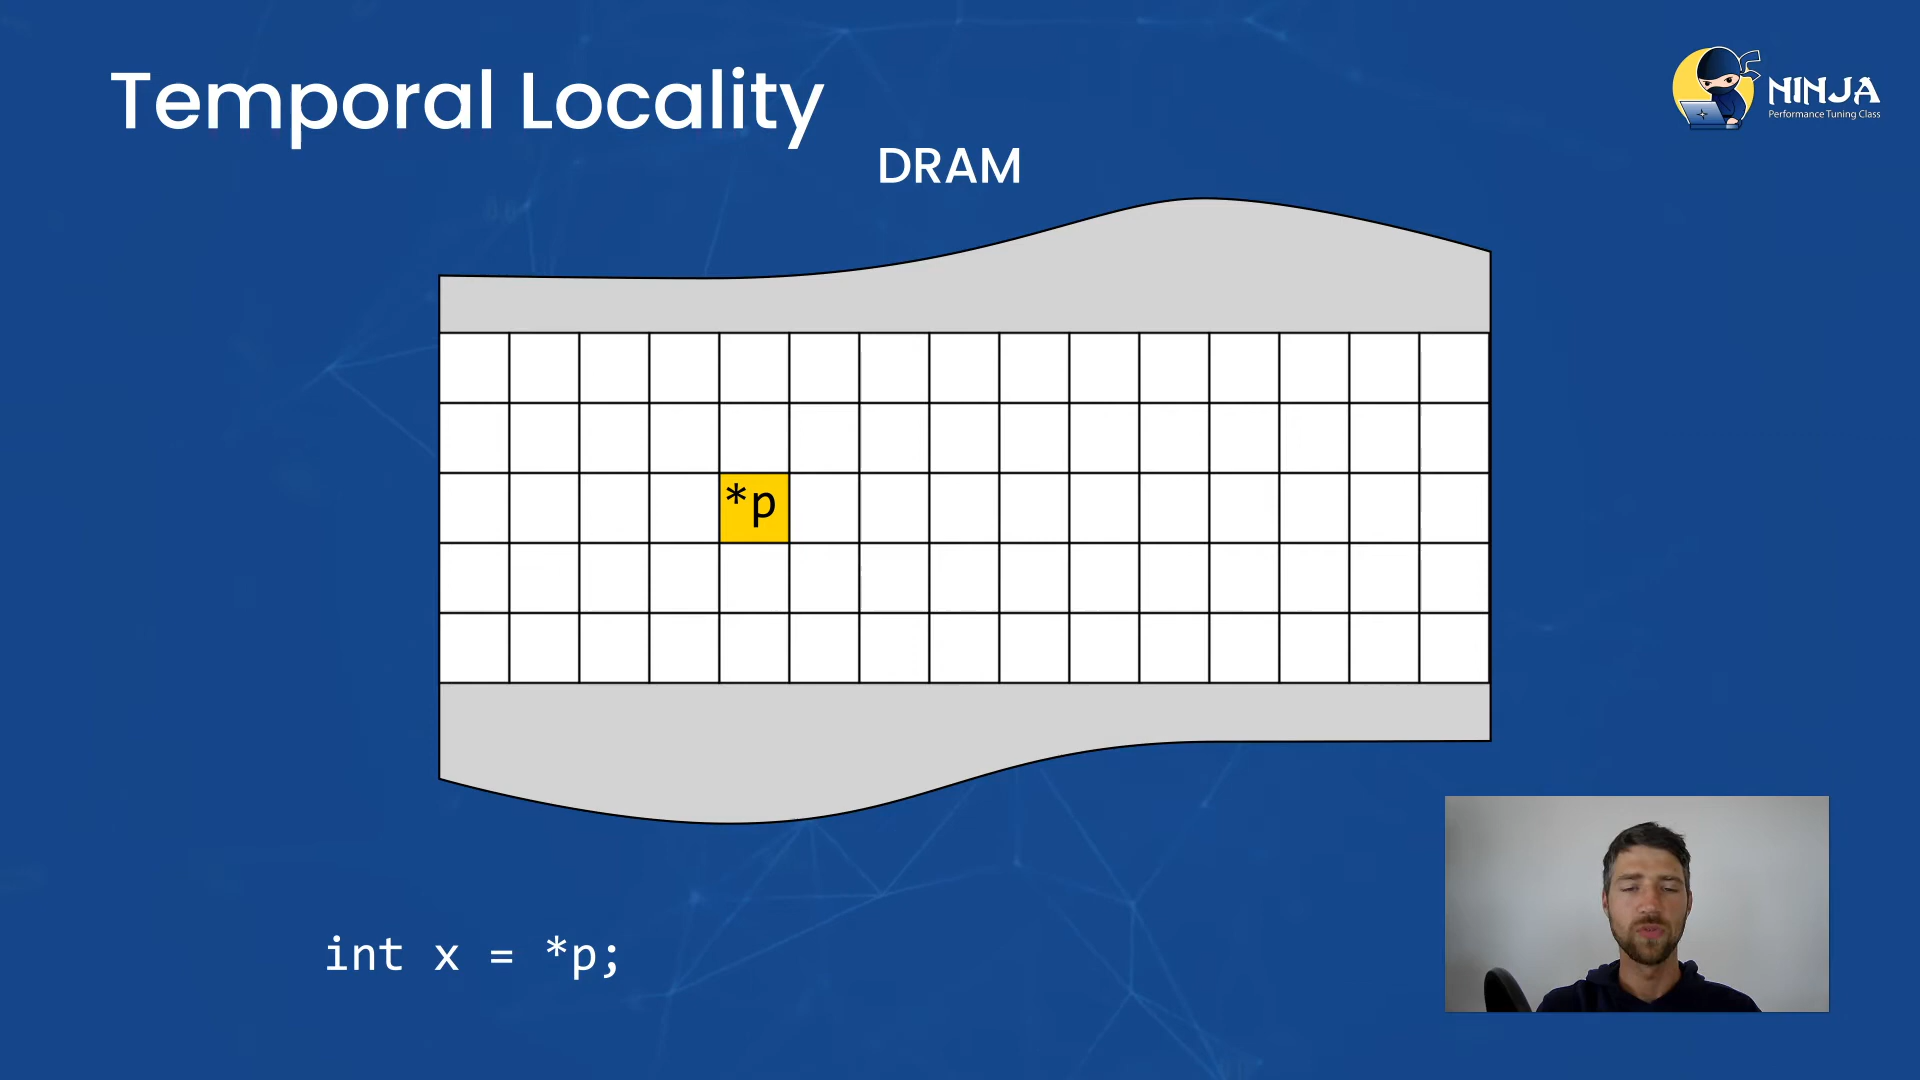 Temporal Locality
NINJA
Performance Tuning Class
DRAM
*p
int x = *p;